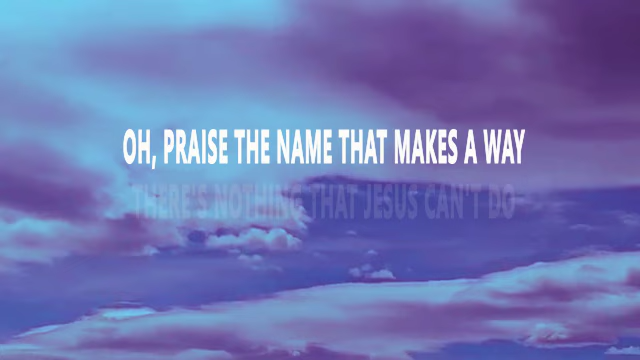 OH, PRAISE THE NAME THAT MAKES A WAY
THERE'S NOTHING THAT JESUS CAN'T DO